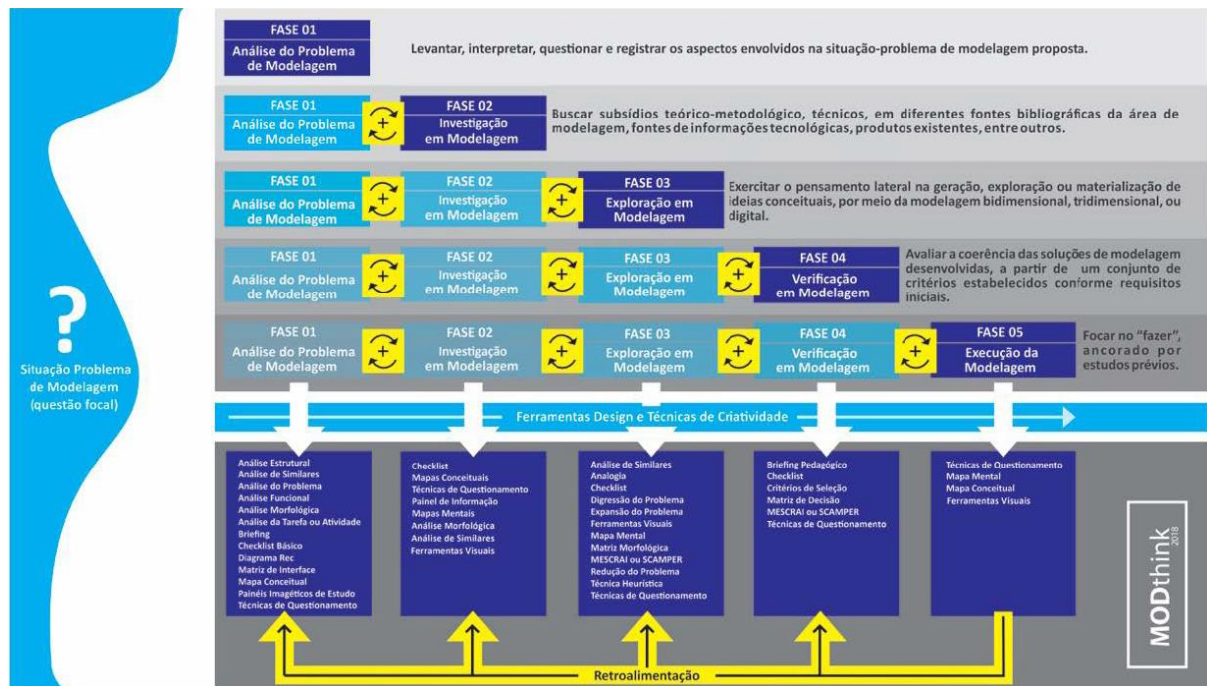 ?
Situação Problema
de Modelagem
(questão focal)
FASE 01
Análise do Problema
de Modelagem
Levantar, interpretar, questionar e registrar os aspectos envolvidos na situação-problema de modelagem proposta.
FASE 01
Análise do Problema
de Modelagem
+
FASE 02
Investigação
em Modelagem
Buscar subsídios teórico-metodológico, técnicos, em diferentes fontes bibliográficas da área de
modelagem, fontes de informações tecnológicas, produtos existentes, entre outros.
FASE 01
Análise do Problema
de Modelagem
+
FASE 02
Investigação
em Modelagem
+
FASE 03
Exploração em
Modelagem
Exercitar o pensamento lateral na geração, exploração ou materialização de
ideias conceituais, por meio da modelagem bidimensional, tridimensional, ou
digital.
FASE 01
Análise do Problema
de Modelagem
+
FASE 02
Investigação
em Modelagem
+
FASE 03
Exploração em
Modelagem
+
FASE 04
Verificação
em Modelagem
Avaliar a coerência das soluções de modelagem
desenvolvidas, a partir de um conjunto de
critérios estabelecidos conforme requisitos
iniciais.
FASE 01
Análise do Problema
de Modelagem
+
FASE 02
Investigação
em Modelagem
+
FASE 03
Exploração em
Modelagem
+
FASE 04
Verificação
em Modelagem
+
FASE 05
Execução da
Modelagem
Focar no “fazer”,
ancorado por
estudos prévios.
Ferramentas Design e Técnicas de Criatividade
Análise Estrutural
Análise de Similares
Análise do Problema
Análise Funcional
Análise Morfológica
Análise da Tarefa ou Atividade
Briefing
Checklist Básico
Diagrama Rec
Matriz de Interface
Mapa Conceitual
Painéis Imagéticos de Estudo
Técnicas de Questionamento
Checklist
Mapas Conceituais
Técnicas de Questionamento
Painel de Informação
Mapas Mentais
Análise Morfológica
Análise de Similares
Ferramentas Visuais
Análise de Similares
Analogia
Checklist
Digressão do Problema
Expansão do Problema
Ferramentas Visuais
Mapa Mental
Matriz Morfológica
MESCRAI ou SCAMPER
Redução do Problema
Técnica Heurística
Técnicas de Questionamento
Briefing Pedagógico
Checklist
Critérios de Seleção
Matriz de Decisão
MESCRAI ou SCAMPER
Técnicas de Questionamento
Técnicas de Questionamento
Mapa Mental
Mapa Conceitual
Ferramentas Visuais
MODthink
2018
Retroalimentação